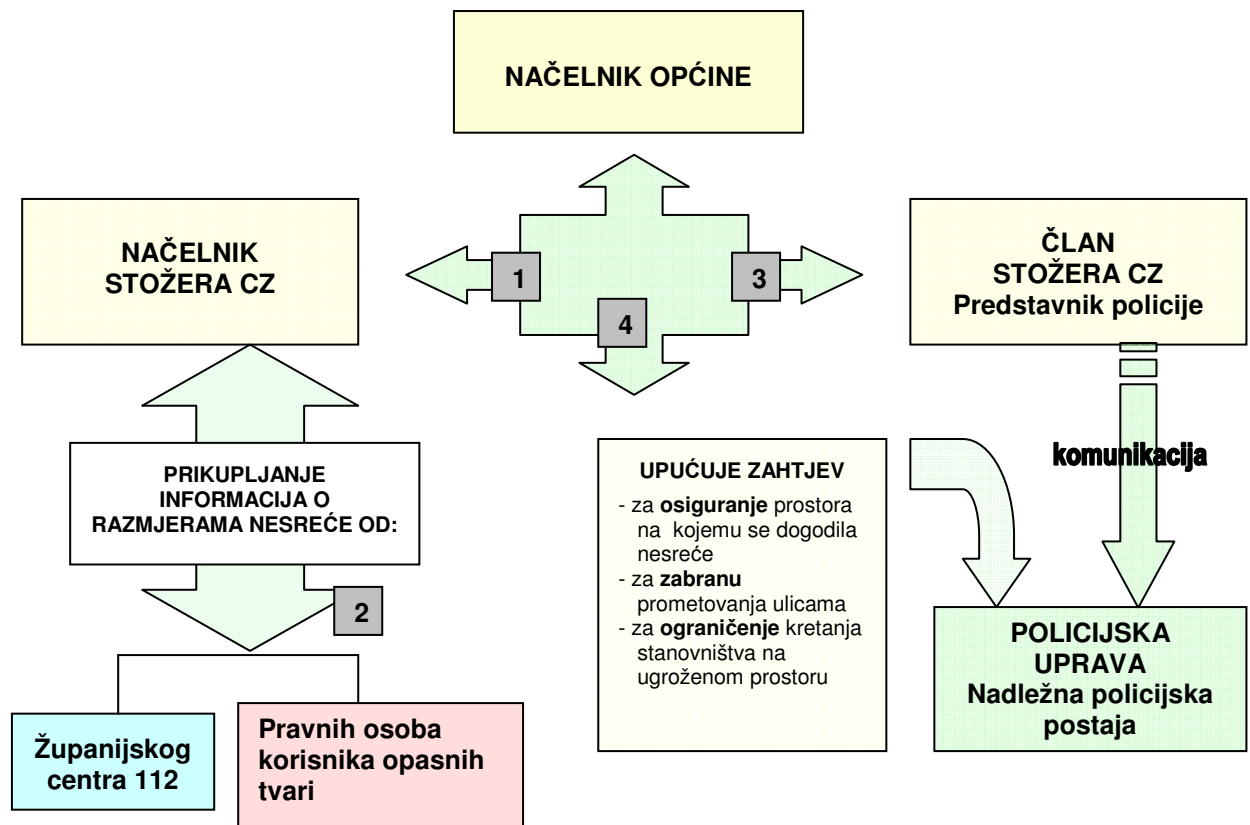 NAČELNIK OPĆINE
NAČELNIK
STOŽERA CZ
1
3
4
ČLAN
STOŽERA CZ
Predstavnik policije
PRIKUPLJANJE
INFORMACIJA O
RAZMJERAMA NESREĆE OD:
2
UPUĆUJE ZAHTJEV
- za osiguranje prostora
na kojemu se dogodila
nesreće
- za zabranu
prometovanja ulicama
- za ograničenje kretanja
stanovništva na
ugroženom prostoru
komunikacija
POLICIJSKA
UPRAVA
Nadležna policijska
postaja
Županijskog
centra 112
Pravnih osoba
korisnika opasnih
tvari